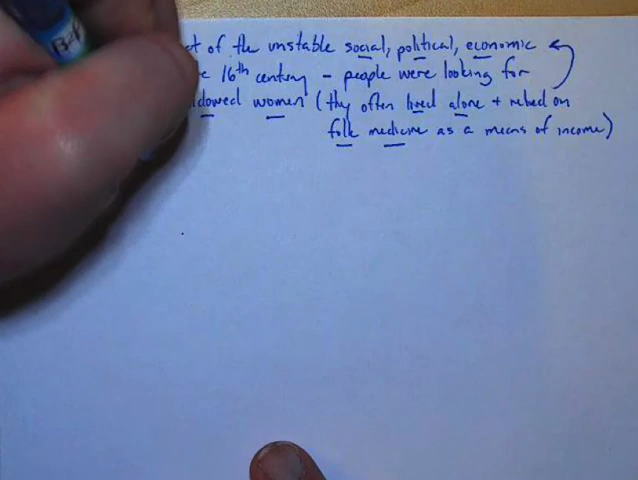 of the unstable social, political, economic
16th century - people were looking for
women (they often lived alone + relied on
folk medicine as a means of income)